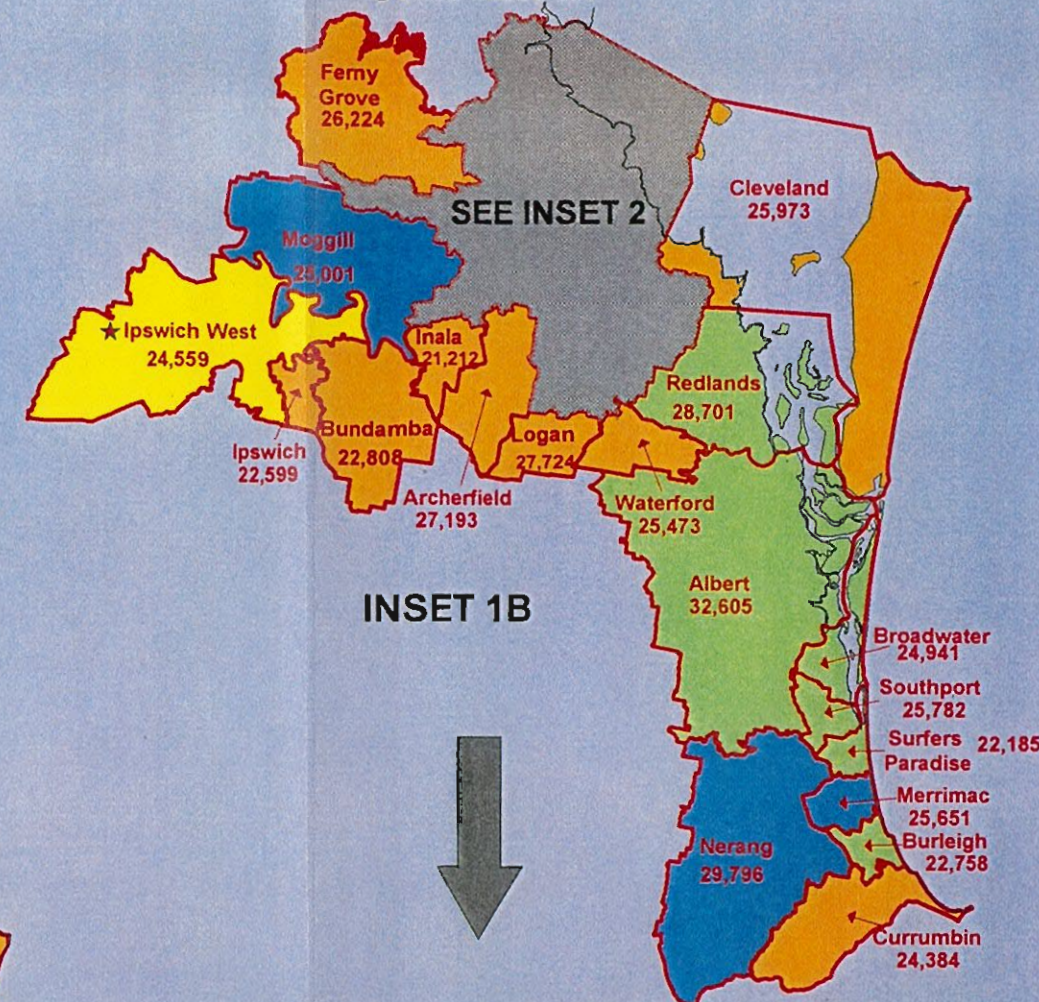 Ferny
Grove
26,224
Cleveland
25,973
SEE INSET 2
Moggill
25,001
Ipswich West
24,559
Inala
21,212
Redlands
28,701
Ipswich
22,599
Bundamba
22,808
Logan
27,724
Archerfield
27,193
Waterford
25,473
Albert
32,605
INSET 1B
Broadwater
24,941
Southport
25,782
Surfers 22,185
Paradise
Merrimac
25,651
Nerang
29,796
Burleigh
22,758
Currumbin
24,384